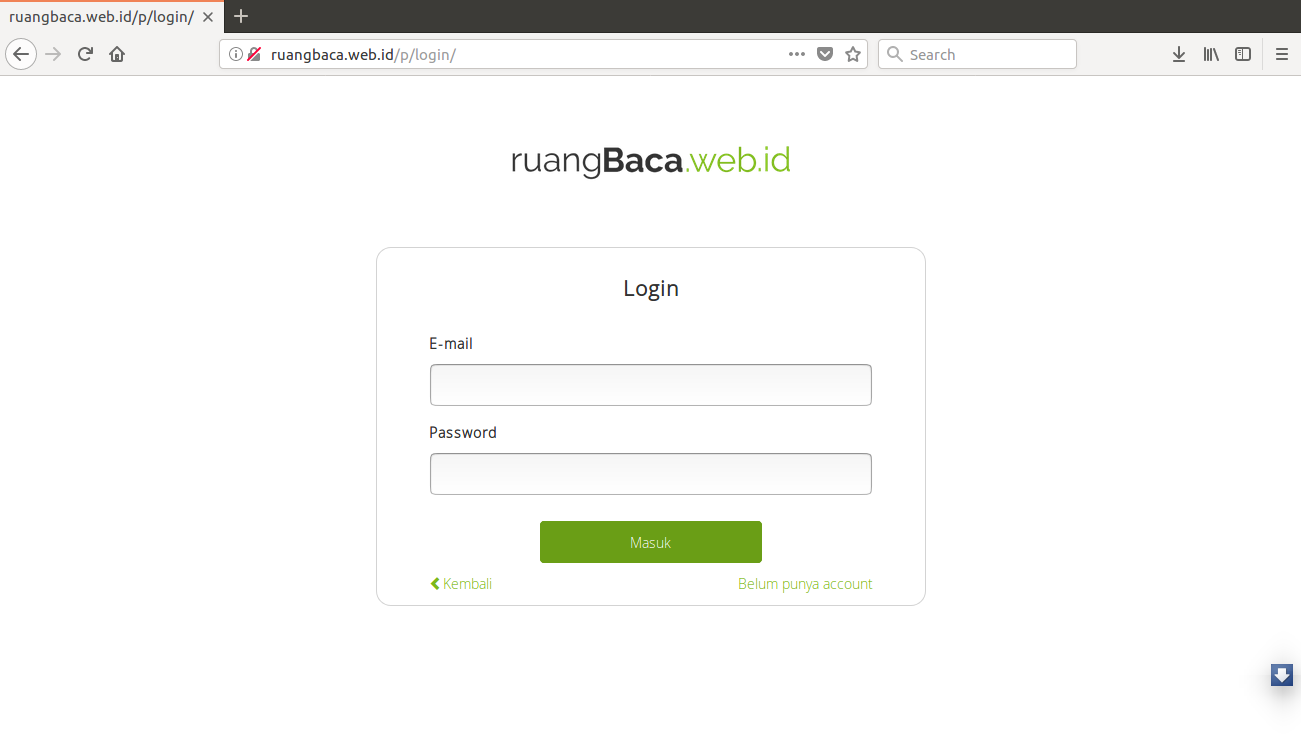 ruangbaca.web.id/p/login/
ruangbaca.web.id/p/login/
Search
ruangBaca.web.id
Login
E-mail
Password
Masuk
Kembali
Belum punya account